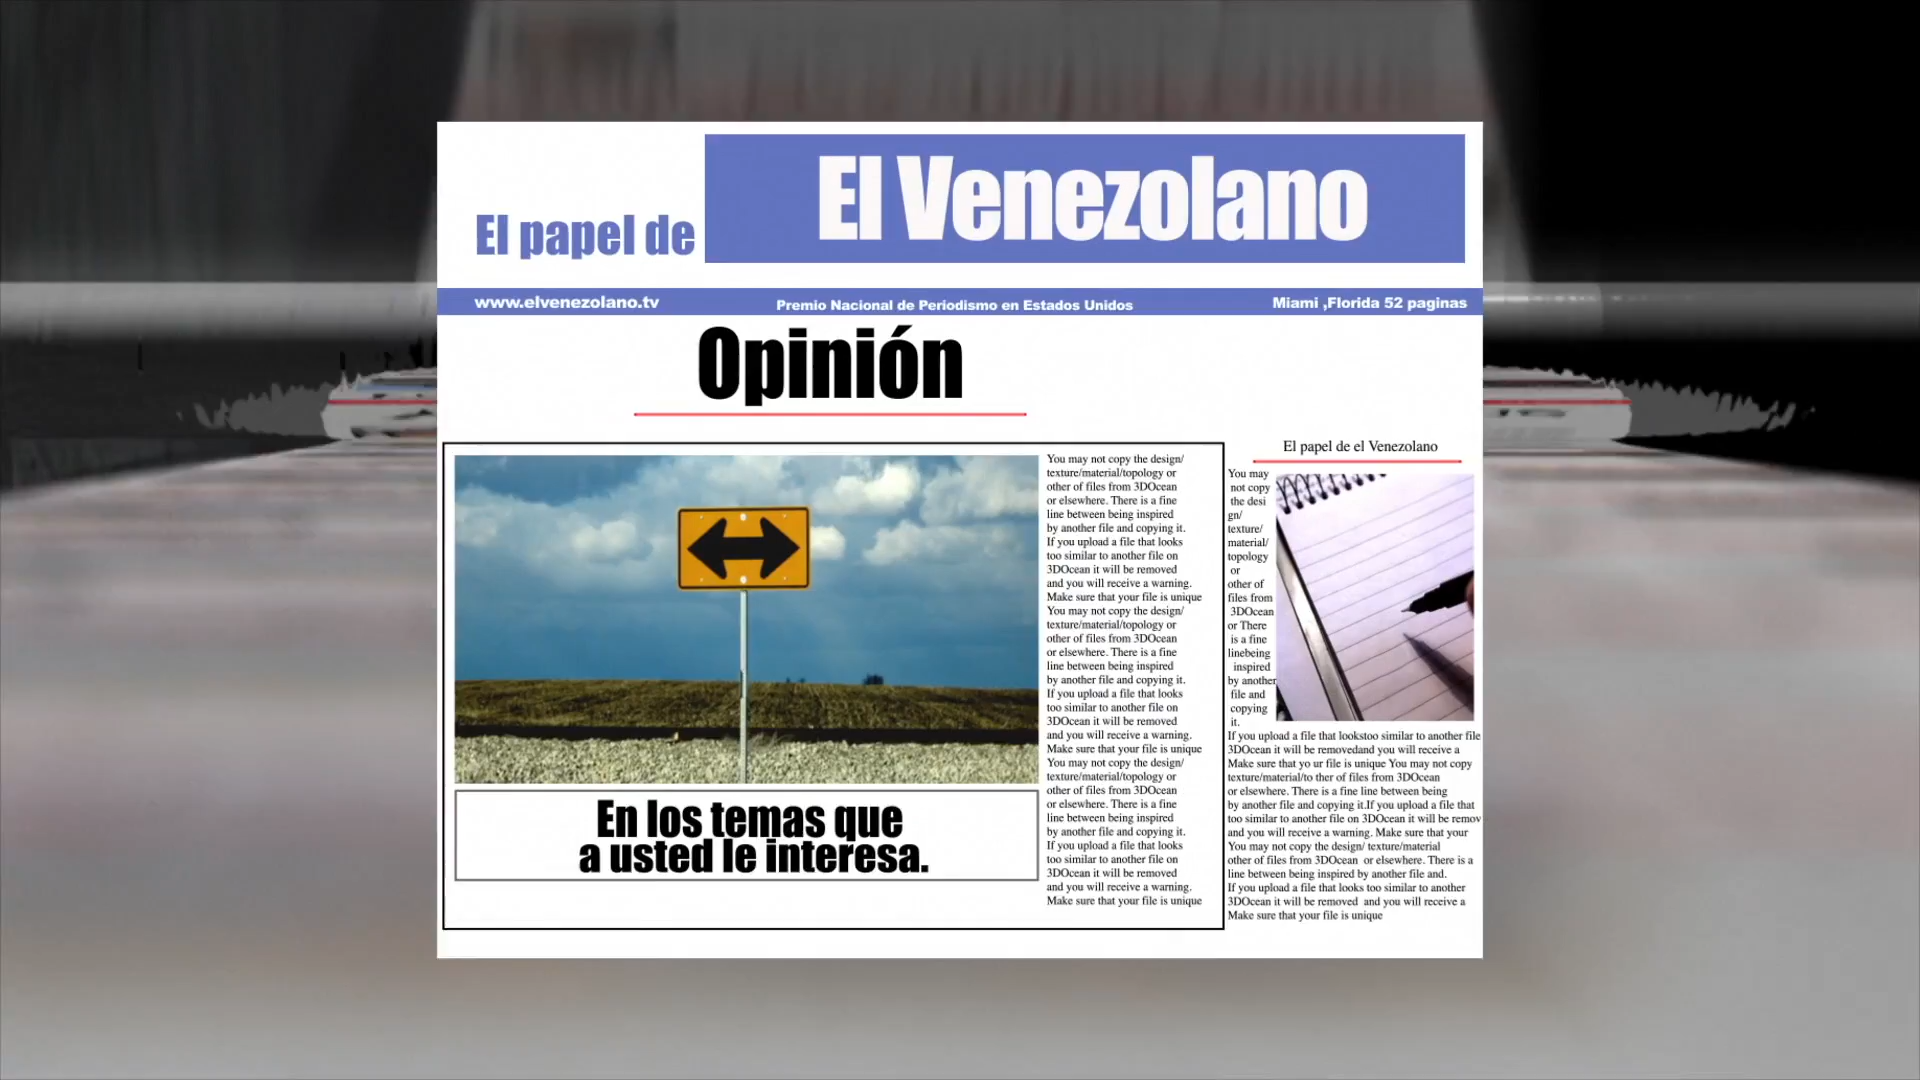 El papel de
El Venezolano
www.elvenezolano.tv
Premio Nacional de Periodismo en Estados Unidos
Miami ,Florida 52 paginas
Opinión
En los temas que
a usted le interesa.
You may not copy the design/
texture/material/topology or
other of files from 3DOcean
or elsewhere. There is a fine
line between being inspired
by another file and copying it.
If you upload a file that looks
too similar to another file on
3DOcean it will be removed
and you will receive a warning.
Make sure that your file is unique
You may not copy the design/
texture/material/topology or
other of files from 3DOcean
or elsewhere. There is a fine
line between being inspired
by another file and copying it.
If you upload a file that looks
too similar to another file on
3DOcean it will be removed
and you will receive a warning.
Make sure that your file is unique
You may not copy the design/
texture/material/topology or
other of files from 3DOcean
or elsewhere. There is a fine
line between being inspired
by another file and copying it.
If you upload a file that looks
too similar to another file on
3DOcean it will be removed
and you will receive a warning.
Make sure that your file is unique
El papel de el Venezolano
You may
not copy
the desi
gn/
texture/
material/
topology
or
other of
files from
3DOcean
or There
is a fine
linebeing
inspired
by another
file and
copying
it.
If you upload a file that lookstoo similar to another file
3DOcean it will be removedand you will receive a
Make sure that yo ur file is unique You may not copy
texture/material/to ther of files from 3DOcean
or elsewhere. There is a fine line between being
by another file and copying it.If you upload a file that
too similar to another file on 3DOcean it will be remov
and you will receive a warning. Make sure that your
You may not copy the design/ texture/material
other of files from 3DOcean or elsewhere. There is a
line between being inspired by another file and.
If you upload a file that looks too similar to another
3DOcean it will be removed and you will receive a
Make sure that your file is unique